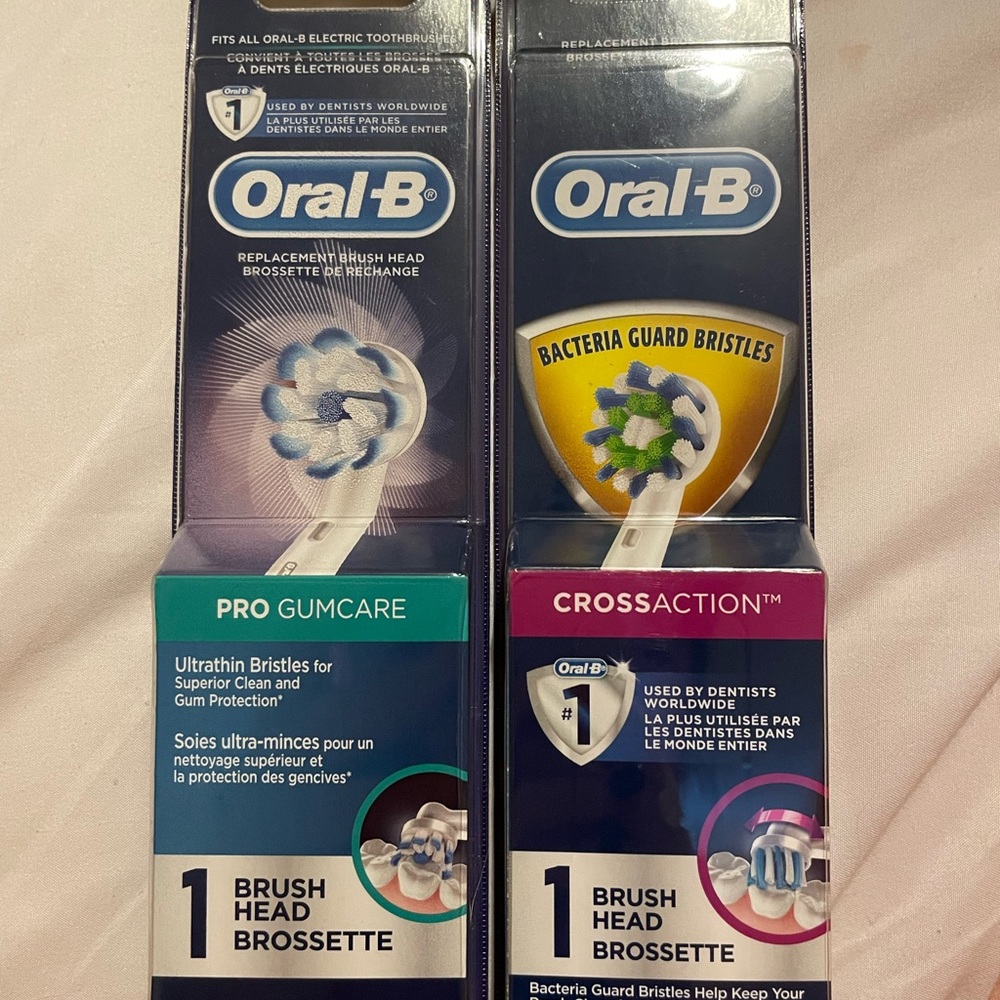 FITS ALL ORAL-B ELECTRIC TOOTHBRUSHES
CONVIENT À TOUTES LES BROSSES
À DENTS ÉLECTRIQUES ORAL-B
Oral-B
#1
USED BY DENTISTS WORLDWIDE
LA PLUS UTILISÉE PAR LES
DENTISTES DANS LE MONDE ENTIER
Oral-B®
REPLACEMENT BRUSH HEAD
BROSSETTE DE RECHANGE
PRO GUMCARE
Ultrathin Bristles for
Superior Clean and
Gum Protection*
Soies ultra-minces pour un
nettoyage supérieur et
la protection des gencives*
1
BRUSH
HEAD
BROSSETTE
REPLACEMENT
Oral-B®
BACTERIA GUARD BRISTLES
CROSSACTION™
Oral-B
#1
USED BY DENTISTS
WORLDWIDE
LA PLUS UTILISÉE PAR
LES DENTISTES DANS
LE MONDE ENTIER
1
BRUSH
HEAD
BROSSETTE
Bacteria Guard Bristles Help Keep Your